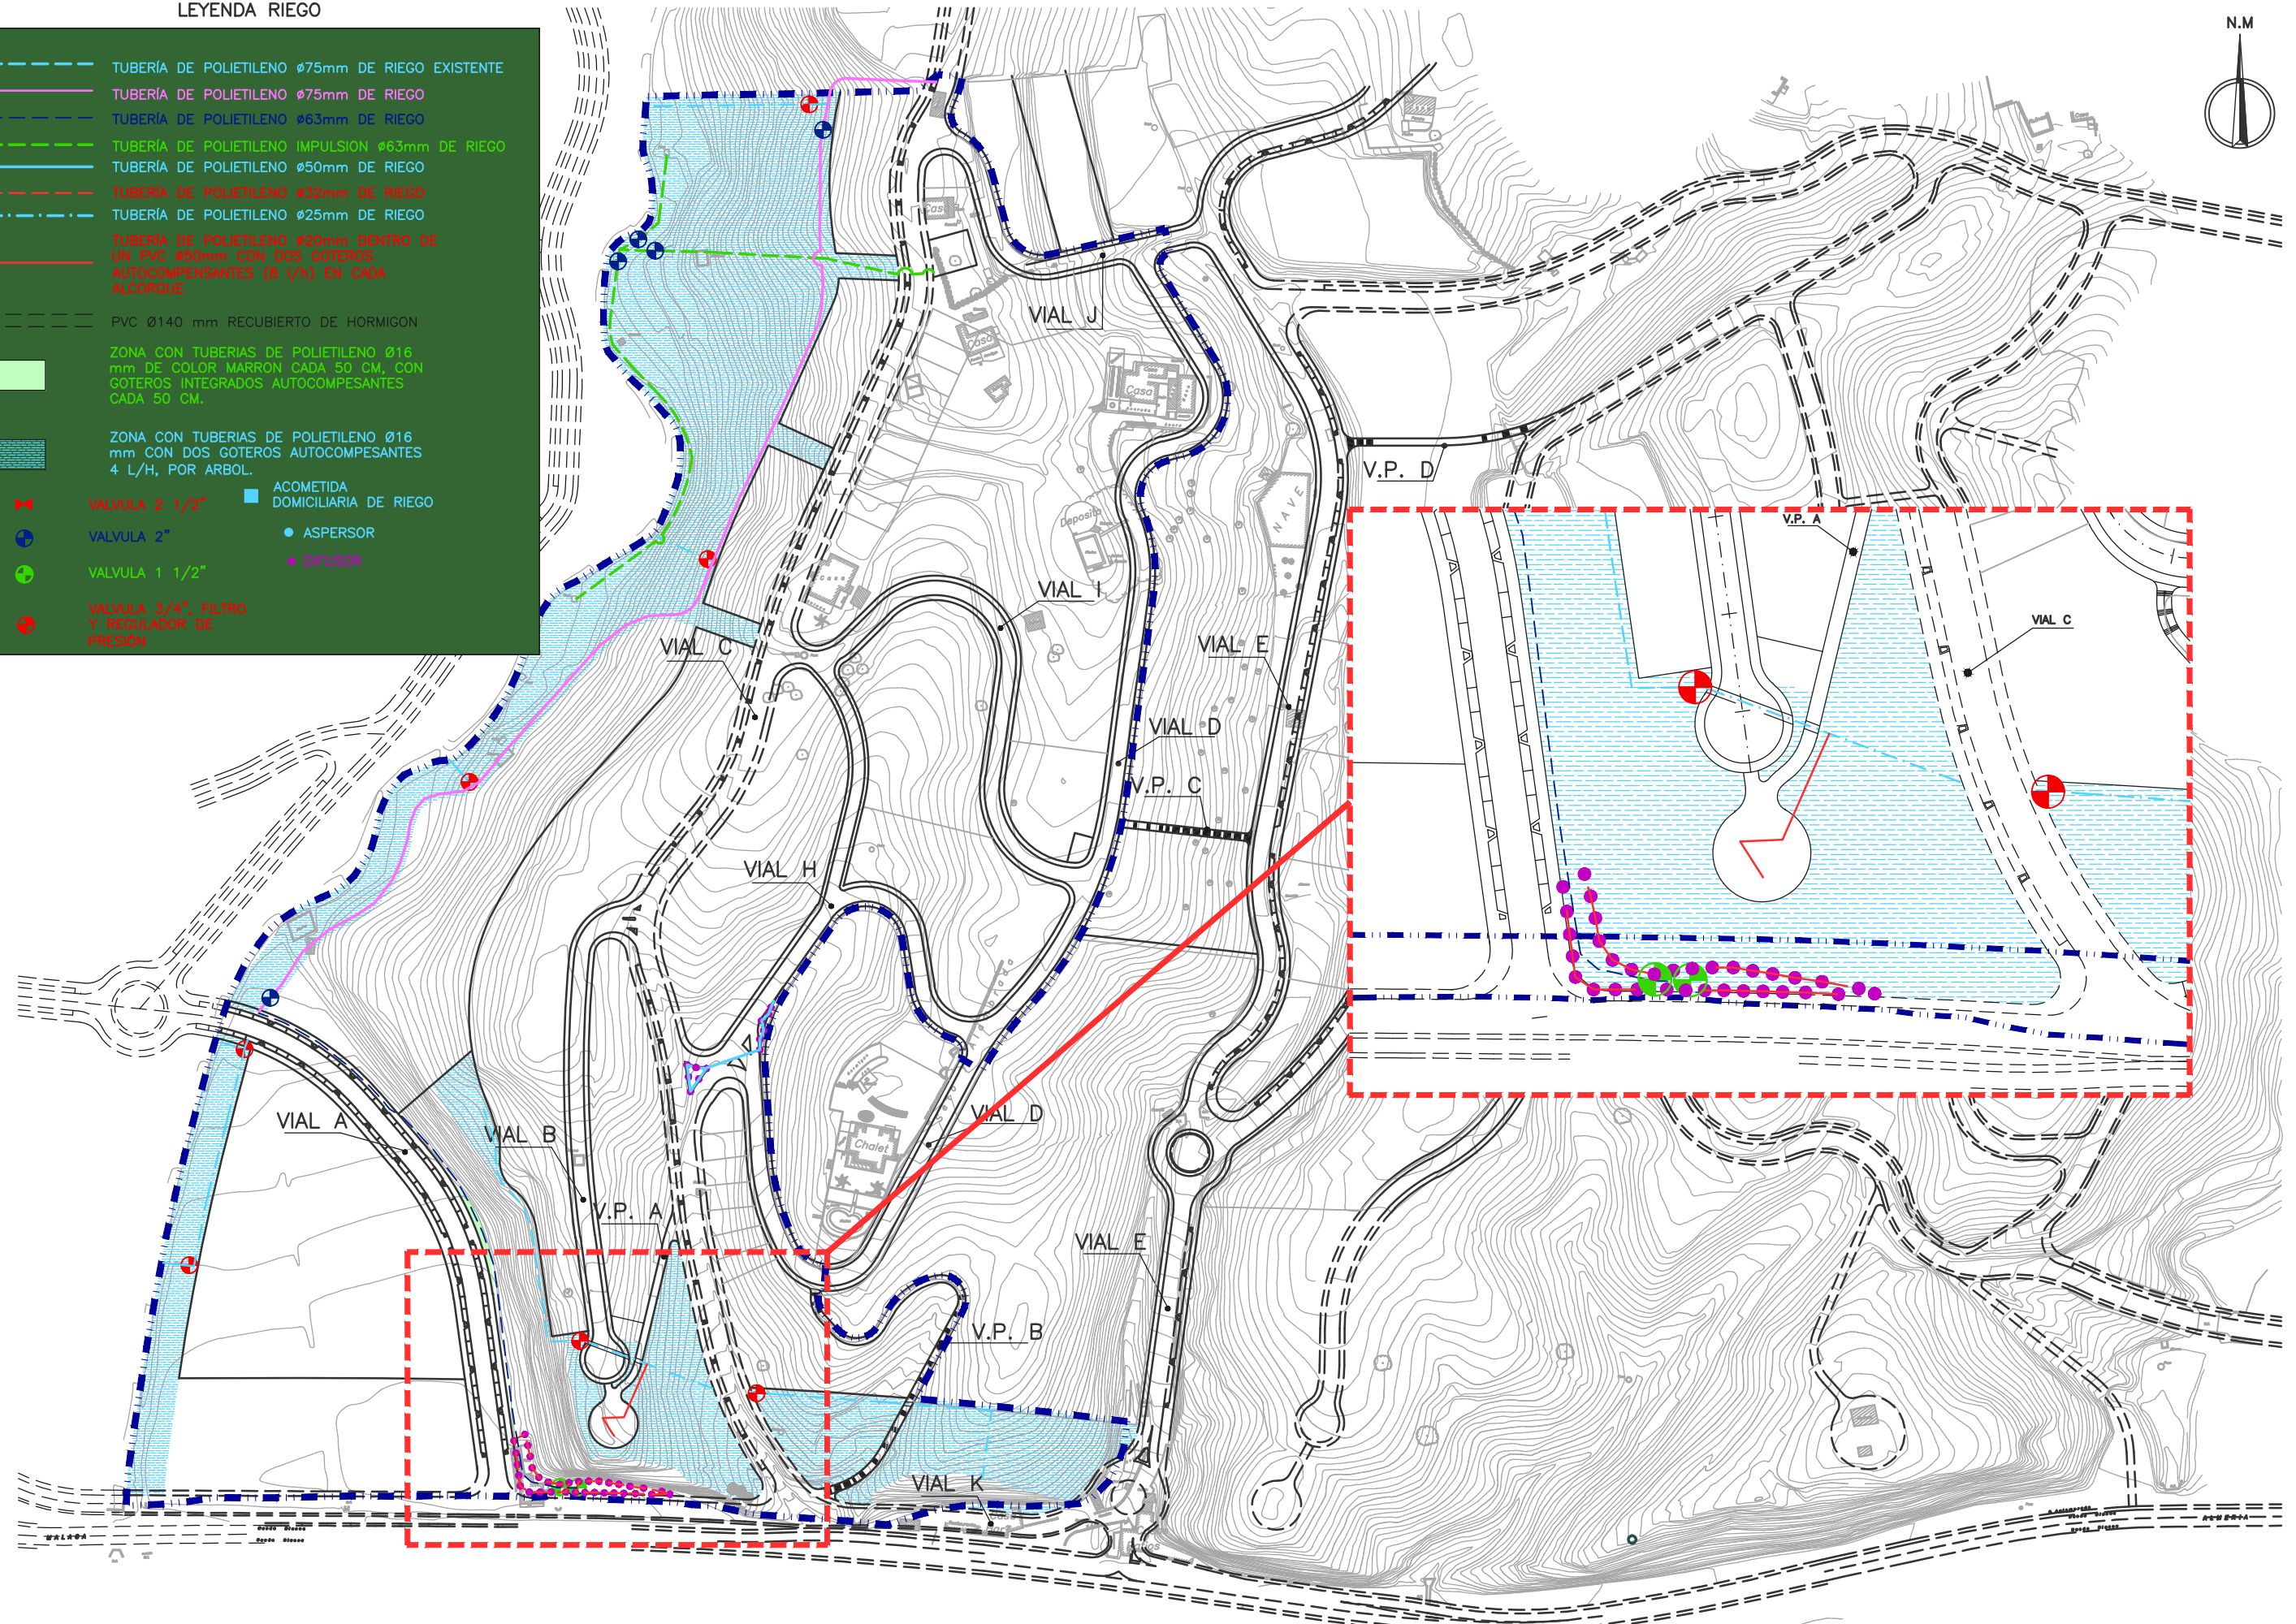 LEYENDA RIEGO
TUBERÍA DE POLIETILENO ø75mm DE RIEGO EXISTENTE
TUBERÍA DE POLIETILENO ø75mm DE RIEGO
TUBERÍA DE POLIETILENO ø63mm DE RIEGO
TUBERÍA DE POLIETILENO IMPULSION ø63mm DE RIEGO
TUBERÍA DE POLIETILENO ø50mm DE RIEGO
TUBERÍA DE POLIETILENO ø32mm DE RIEGO
TUBERÍA DE POLIETILENO ø25mm DE RIEGO
TUBERÍA DE POLIETILENO ø20mm DENTRO DE
UN PVC ø50mm CON DOS GOTEROS
AUTOCOMPENSANTES (8 l/h) EN CADA
ALCORQUE
PVC Ø140 mm RECUBIERTO DE HORMIGON
ZONA CON TUBERIAS DE POLIETILENO Ø16
mm DE COLOR MARRON CADA 50 CM, CON
GOTEROS INTEGRADOS AUTOCOMPESANTES
CADA 50 CM.
ZONA CON TUBERIAS DE POLIETILENO Ø16
mm CON DOS GOTEROS AUTOCOMPESANTES
4 L/H, POR ARBOL.
VALVULA 2 1/2"
ACOMETIDA
DOMICILIARIA DE RIEGO
VALVULA 2"
ASPERSOR
VALVULA 1 1/2"
DIFUSOR
VALVULA 3/4", FILTRO
Y REGULADOR DE
PRESIÓN
N.M
Casa
VIAL J
Casa
Casa
V.P. D
NAVE
Deposito
V.P. A
VIAL I
VIAL C
VIAL E
VIAL C
VIAL D
V.P. C
VIAL H
VIAL A
VIAL D
VIAL B
Chalet
V.P. A
VIAL E
V.P. B
VIAL K
MALAGA
ALMERIA